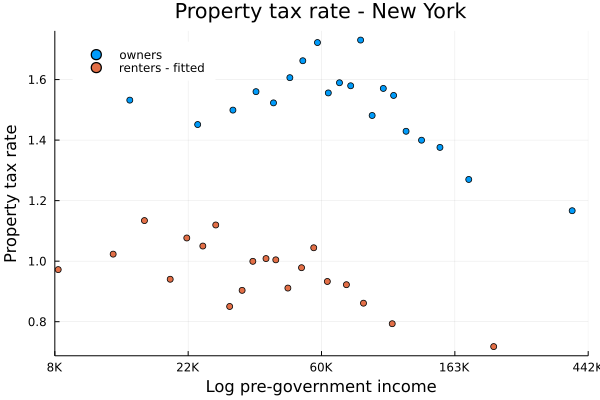 Property tax rate - New York
owners
renters - fitted
Property tax rate
1.6
1.4
1.2
1.0
0.8
8K 22K 60K 163K 442K
Log pre-government income